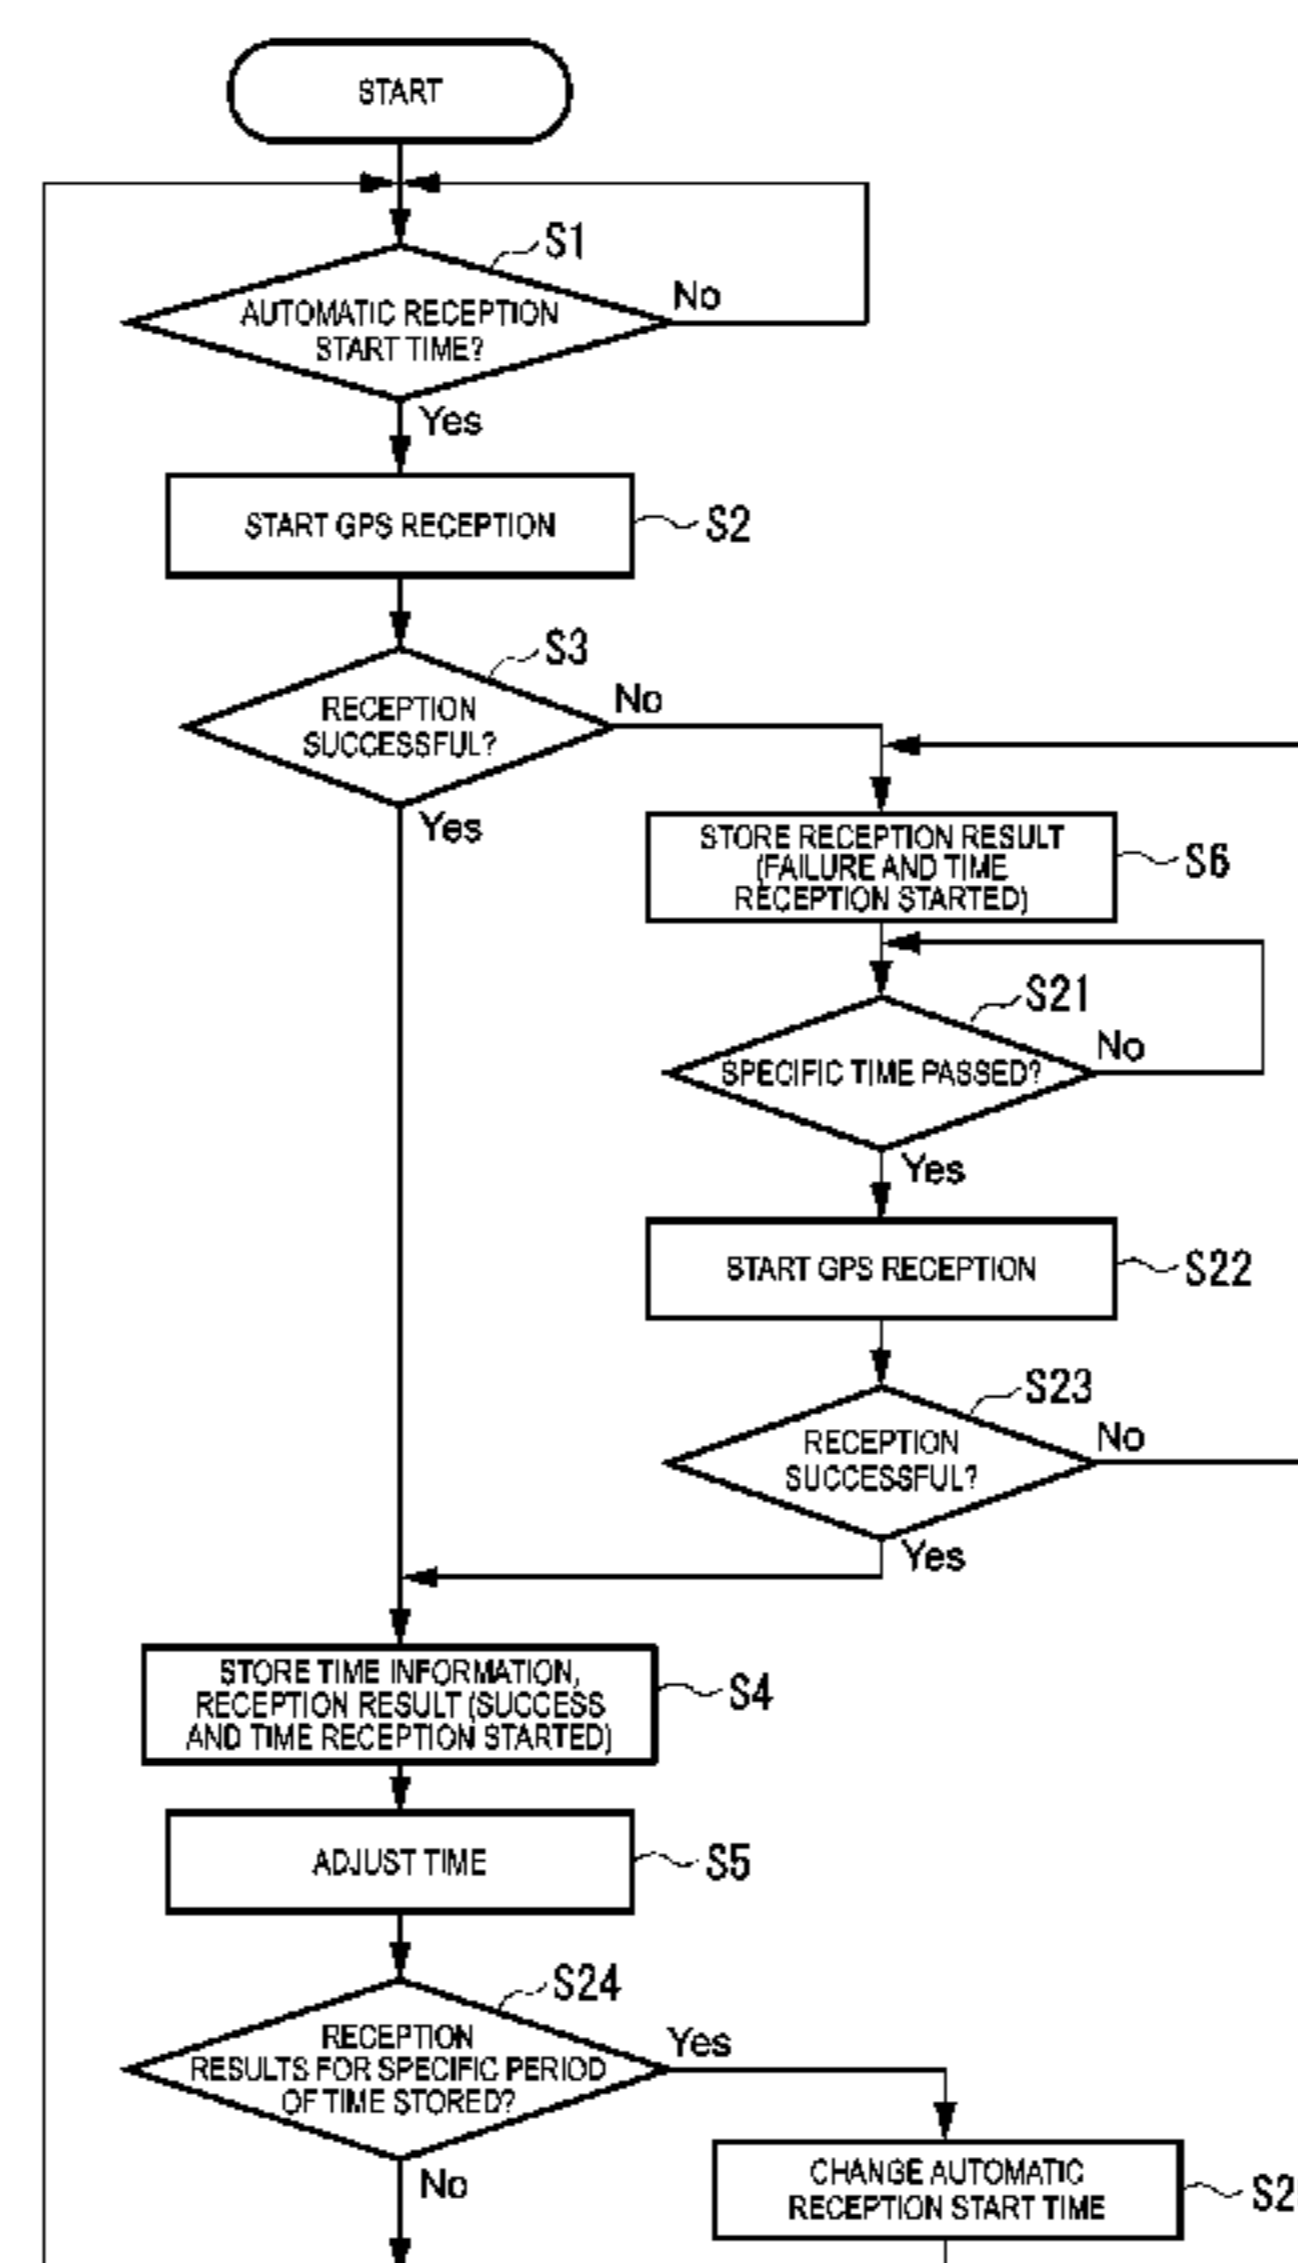 START
S1
AUTOMATIC RECEPTION
START TIME?
No
Yes
START GPS RECEPTION
S2
S3
RECEPTION
SUCCESSFUL?
No
Yes
STORE RECEPTION RESULT
(FAILURE AND TIME
RECEPTION STARTED)
S6
S21
SPECIFIC TIME PASSED?
No
Yes
START GPS RECEPTION
S22
S23
RECEPTION
SUCCESSFUL?
No
Yes
STORE TIME INFORMATION,
RECEPTION RESULT (SUCCESS
AND TIME RECEPTION STARTED)
S4
ADJUST TIME
S5
S24
RECEPTION
RESULTS FOR SPECIFIC PERIOD
OF TIME STORED?
Yes
No
CHANGE AUTOMATIC
RECEPTION START TIME